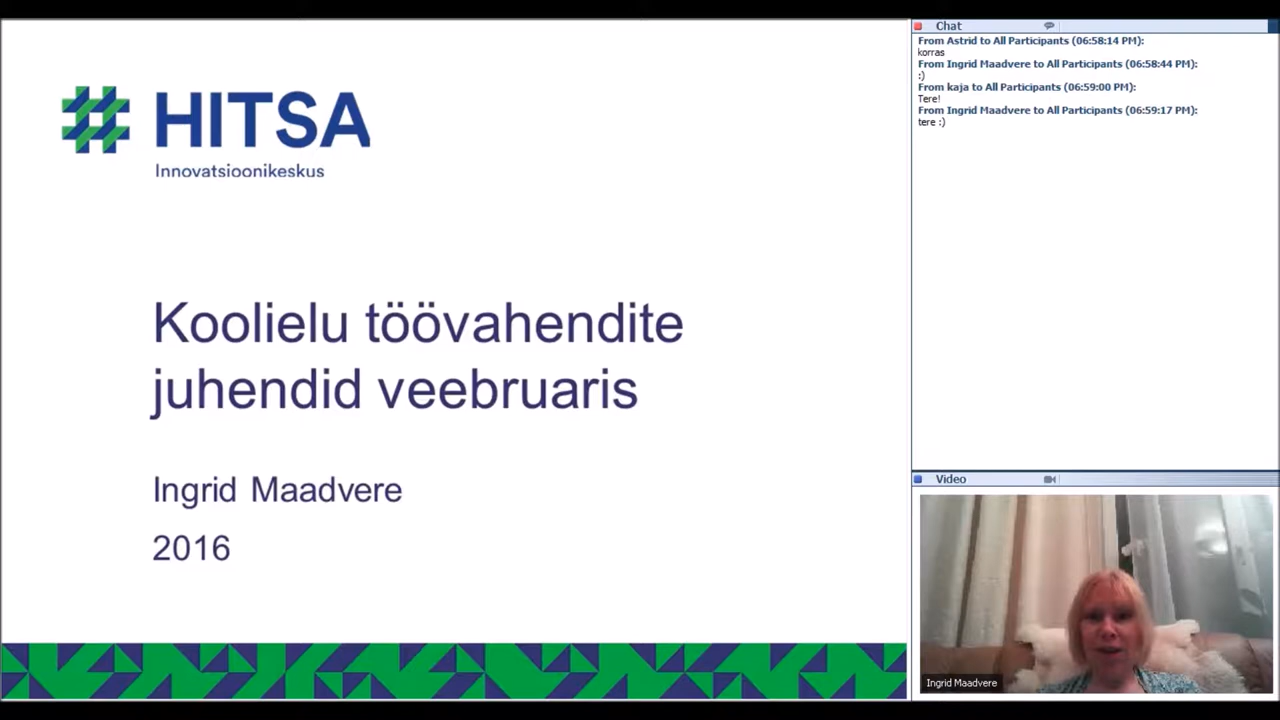 HITSA
Innovatsioonikeskus
Koolielu töövahendite
juhendid veebruaris
Ingrid Maadvere
2016
Chat
From Astrid to All Participants (06:58:14 PM):
korras
From Ingrid Maadvere to All Participants (06:58:44 PM):
:)
From kaja to All Participants (06:59:00 PM):
Tere!
From Ingrid Maadvere to All Participants (06:59:17 PM):
tere :)
Video
Ingrid Maadvere